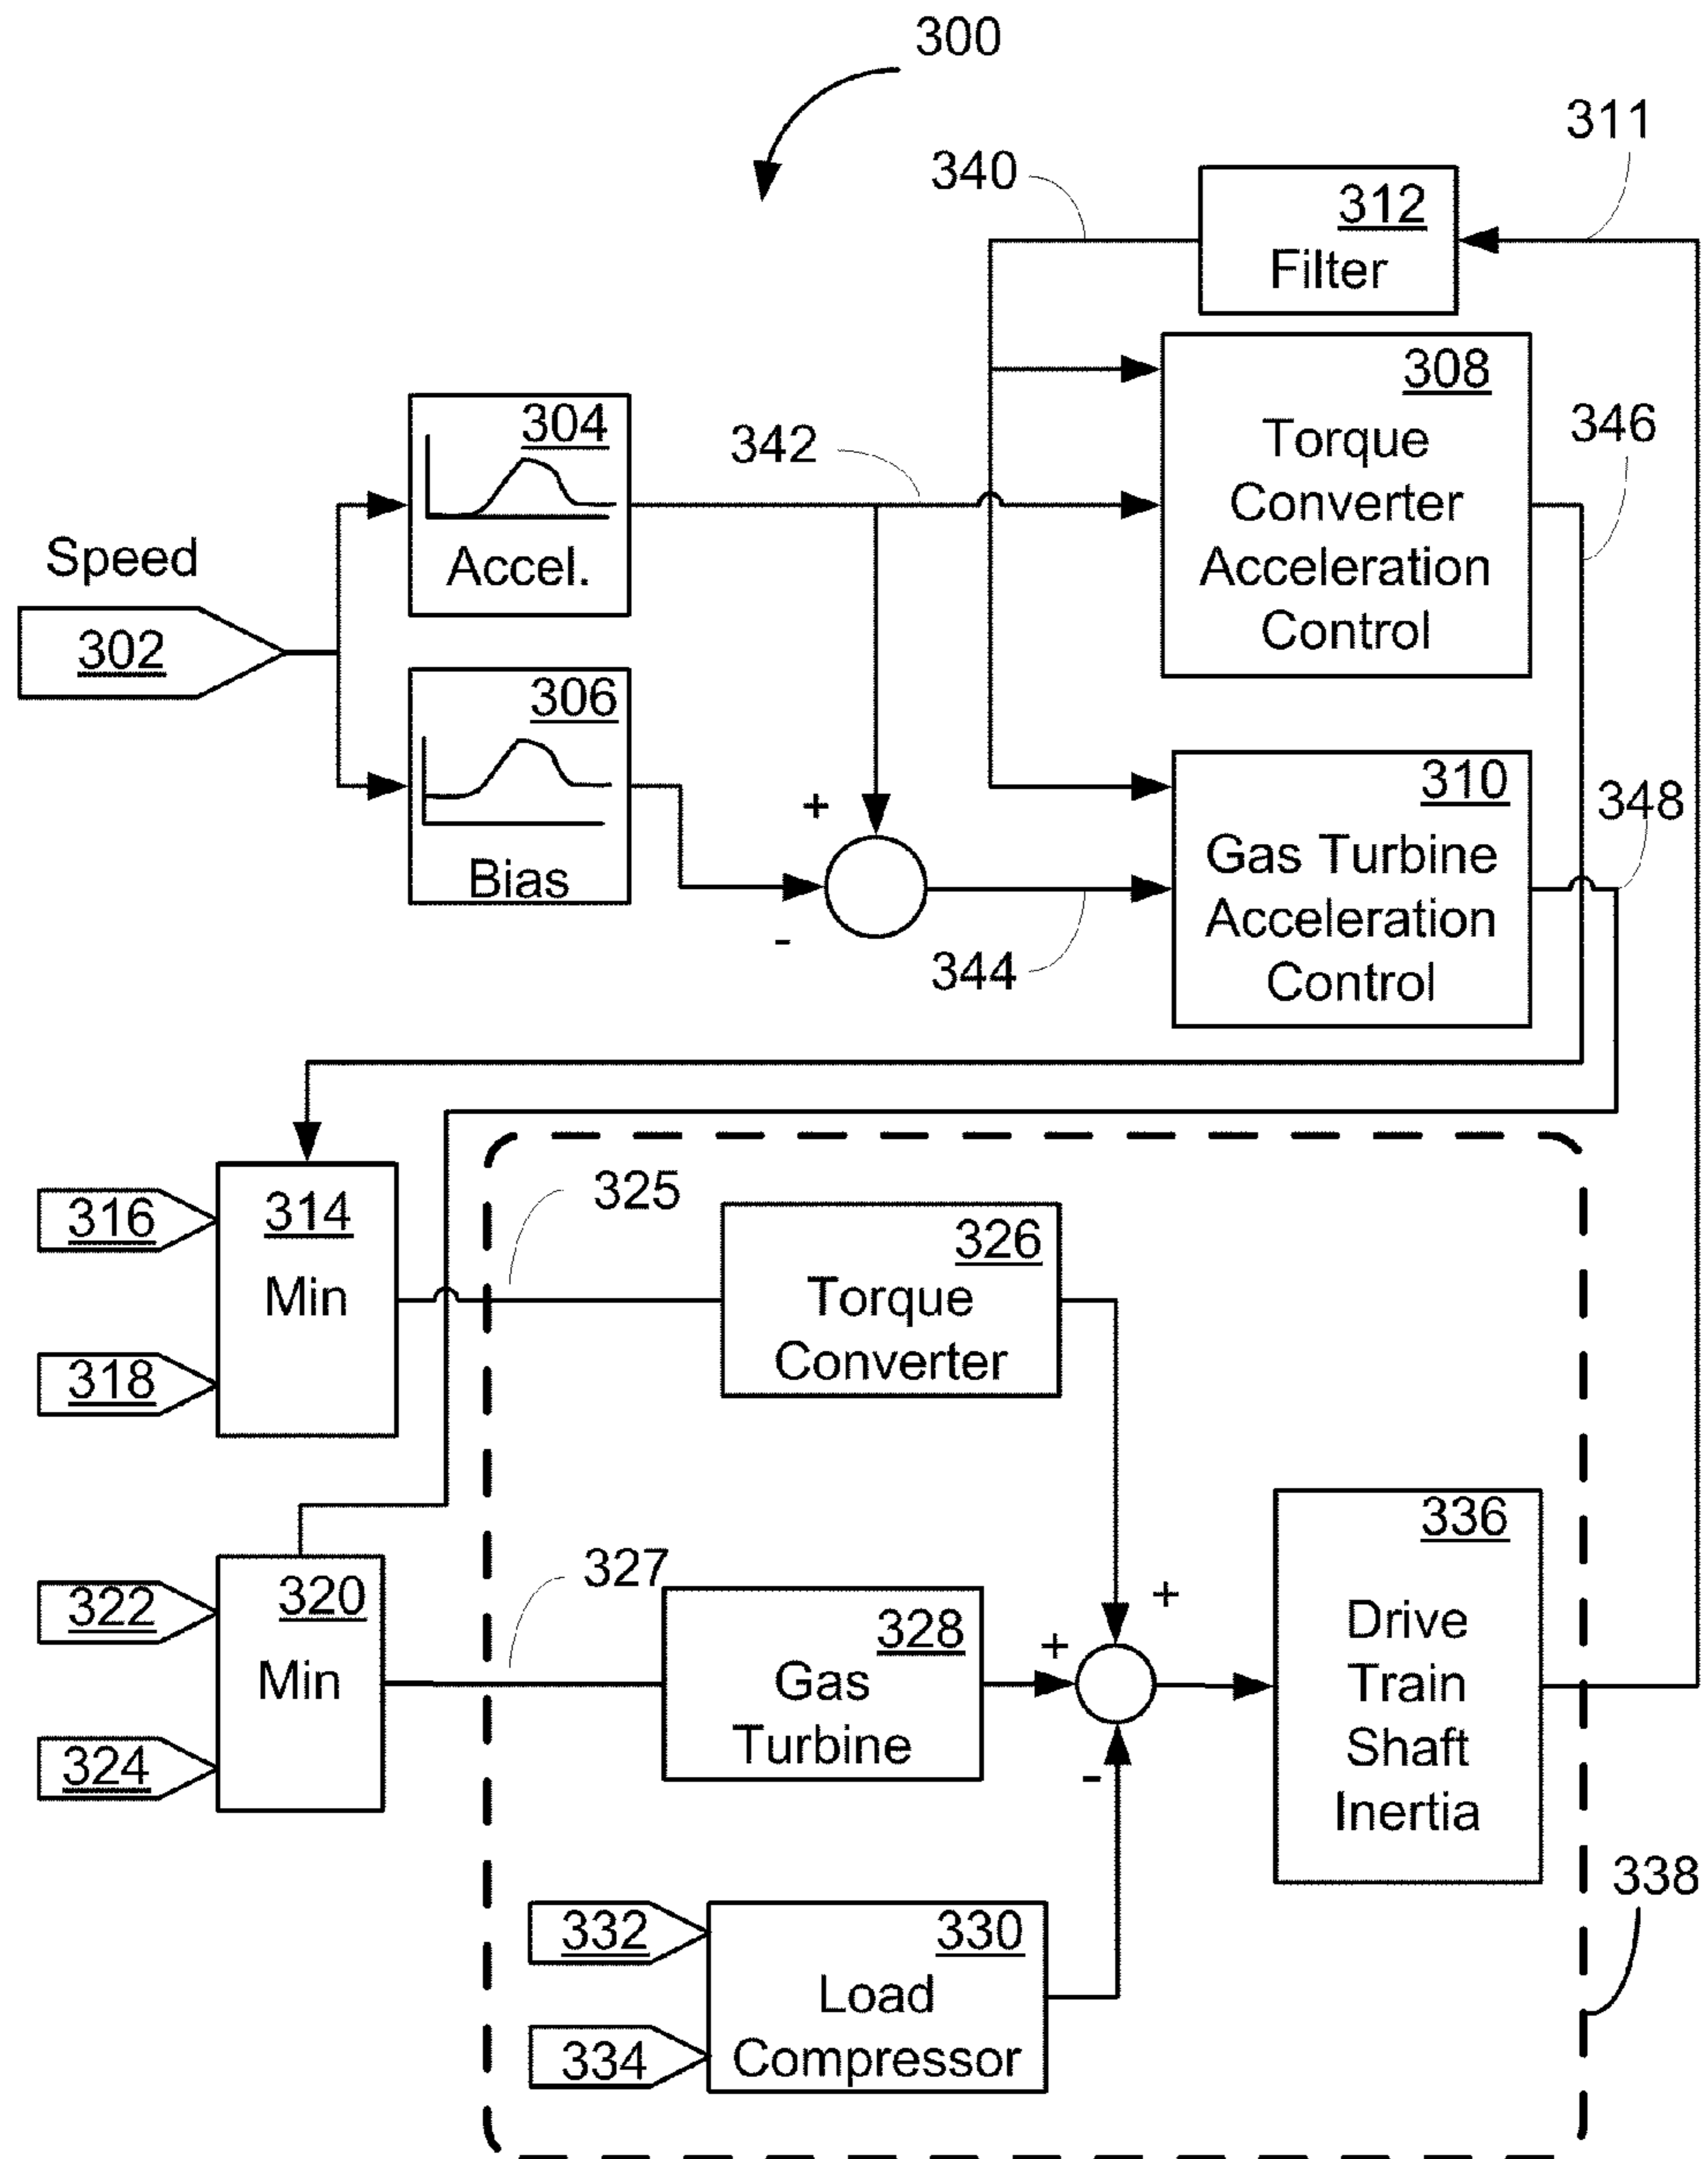 300
311
340
312
Filter
308
Torque
Converter
Acceleration
Control
346
304
Accel.
342
Speed
302
306
Bias
+
-
344
310
Gas Turbine
Acceleration
Control
348
316
314
Min
318
325
326
Torque
Converter
322
320
Min
324
327
328
Gas
Turbine
+
+
-
336
Drive
Train
Shaft
Inertia
338
332
330
Load
Compressor
334